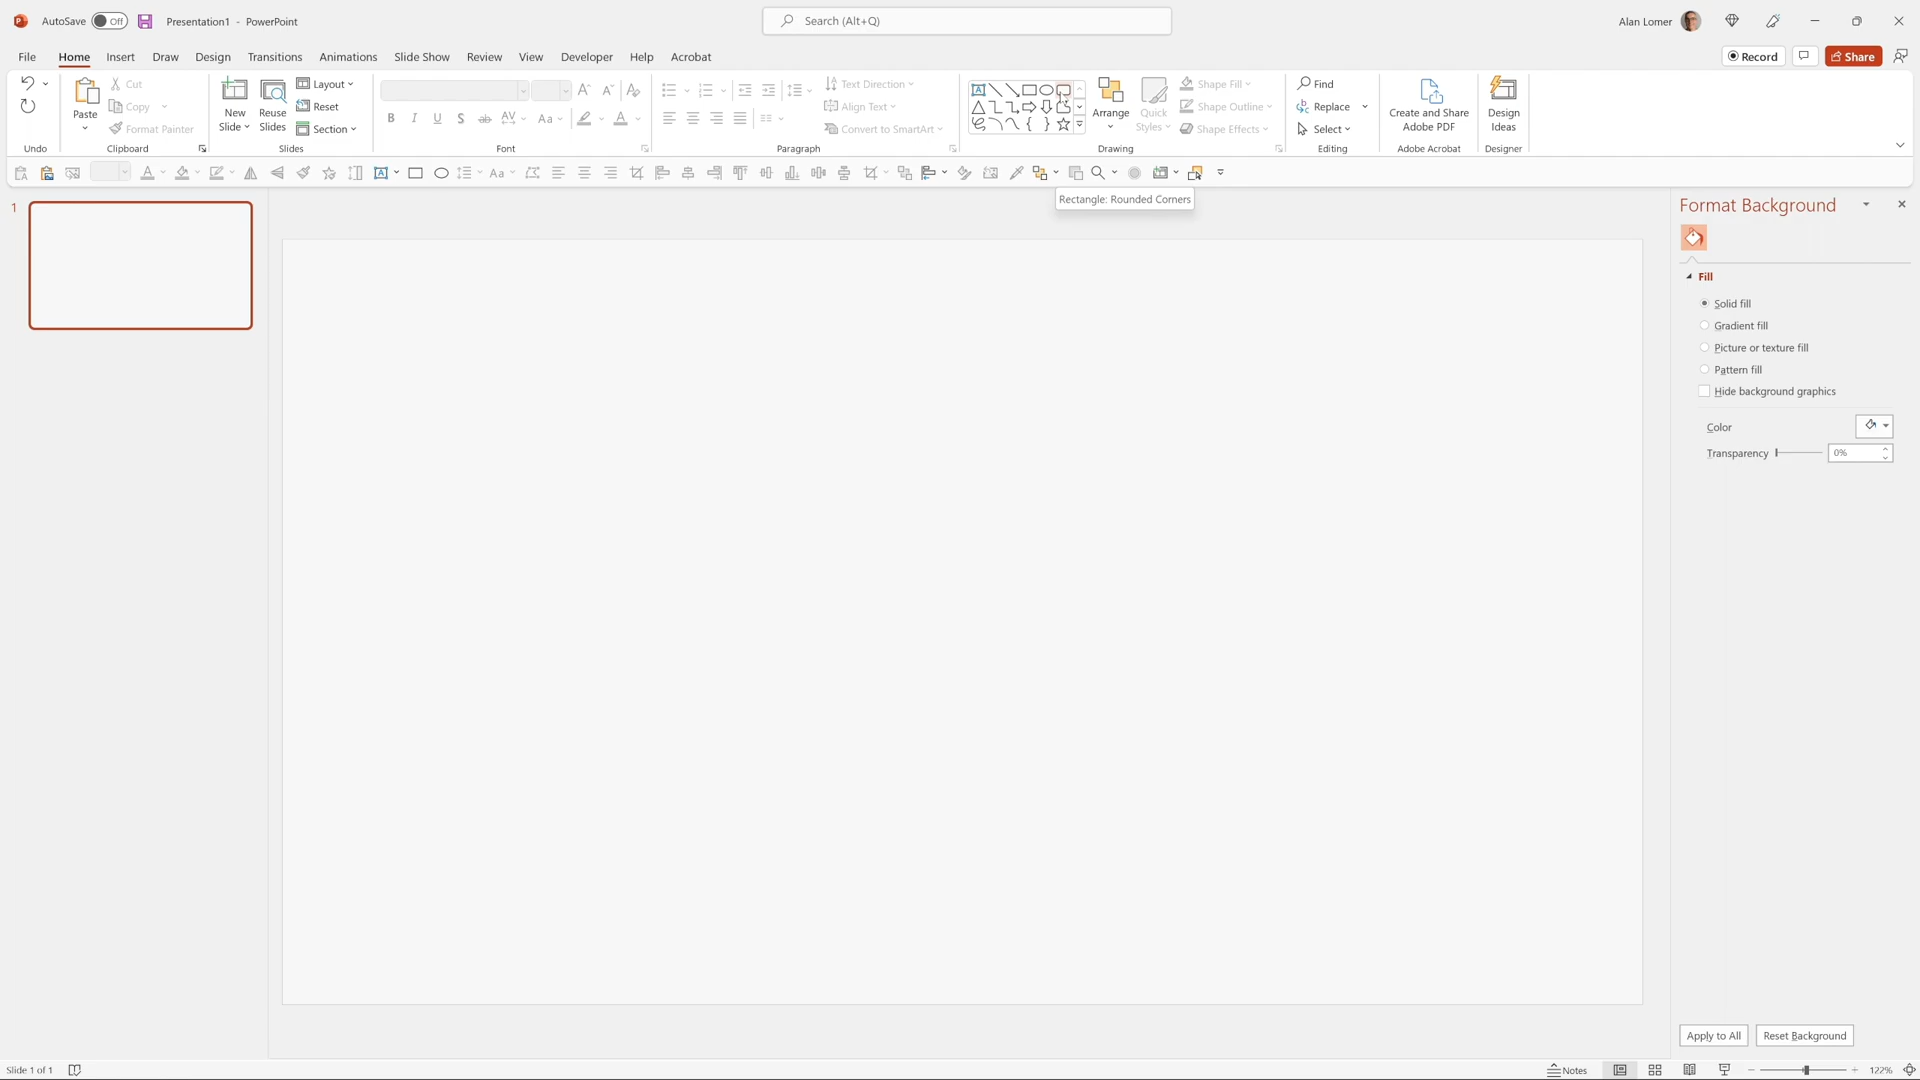 AutoSave Off Presentation1 - PowerPoint Search (Alt+Q) Alan Lomer
File Home Insert Draw Design Transitions Animations Slide Show Review View Developer Help Acrobat Record Share
Cut
Copy
Format Painter
Paste
New Slide
Reuse Slides
Layout
Reset
Section
Text Direction
Align Text
Convert to SmartArt
Arrange
Quick Styles
Shape Fill
Shape Outline
Shape Effects
Find
Replace
Select
Create and Share Adobe PDF
Design Ideas
Undo Clipboard Slides Font Paragraph Drawing Editing Adobe Acrobat Designer
Rectangle: Rounded Corners
1
Format Background
Fill
Solid fill
Gradient fill
Picture or texture fill
Pattern fill
Hide background graphics
Color
Transparency 0%
Apply to All Reset Background
Slide 1 of 1 Notes 122%